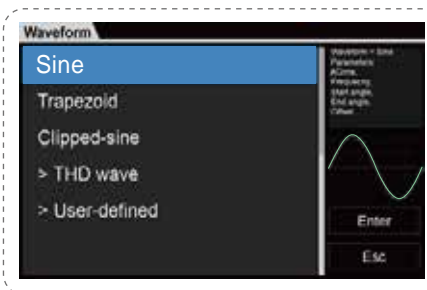 Waveform
Sine
Trapezoid
Clipped-sine
> THD wave
> User-defined
Waveform = Sine
Parameters
ACrms,
Frequency,
Start angle,
End angle,
Offset
Enter
Esc